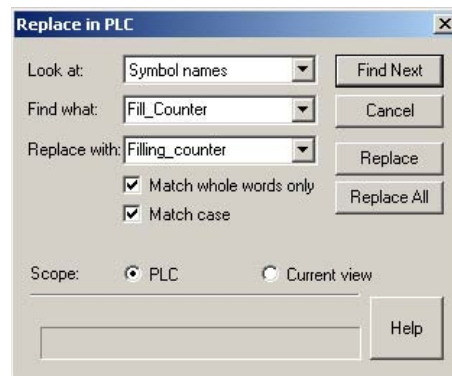 Replace in PLC
Look at: Symbol names Find Next
Find what: Fill_Counter Cancel
Replace with: Filling_counter Replace
Match whole words only
Replace All
Match case
Scope: PLC Current view
Help